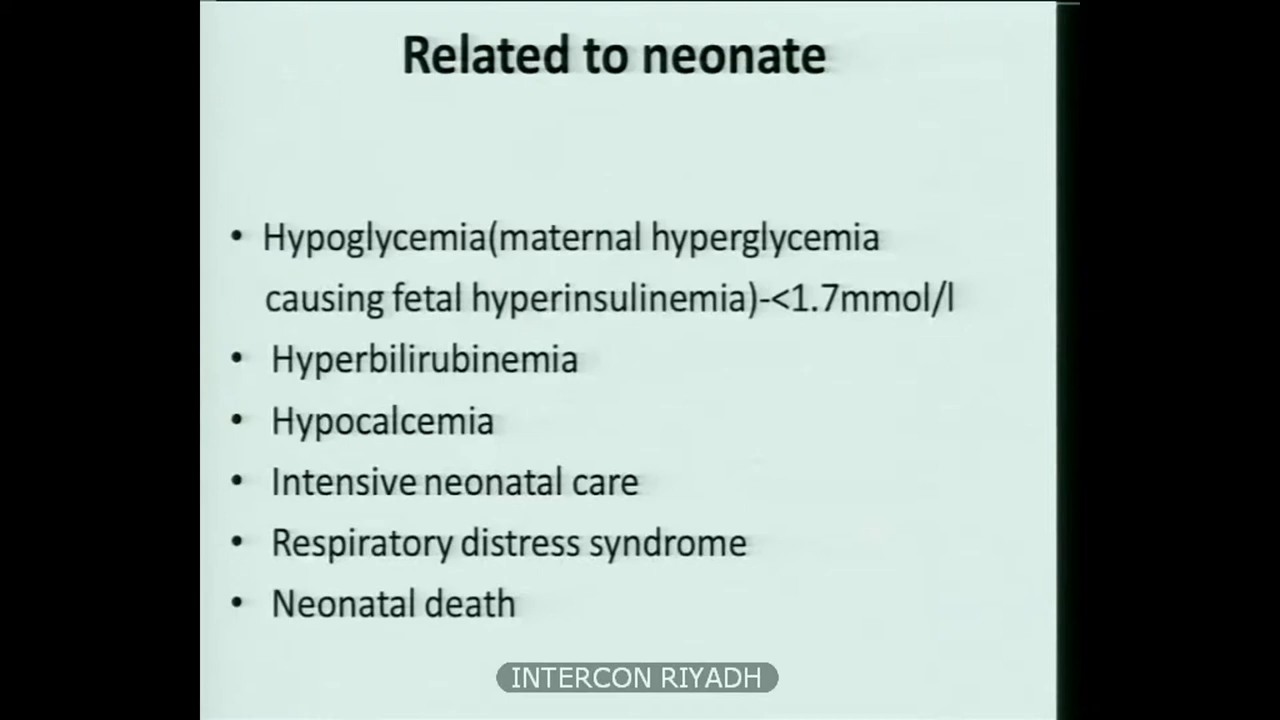 Related to neonate
• Hypoglycemia(maternal hyperglycemia
causing fetal hyperinsulinemia)-<1.7mmol/l
• Hyperbilirubinemia
• Hypocalcemia
• Intensive neonatal care
• Respiratory distress syndrome
• Neonatal death
INTERCON RIYADH